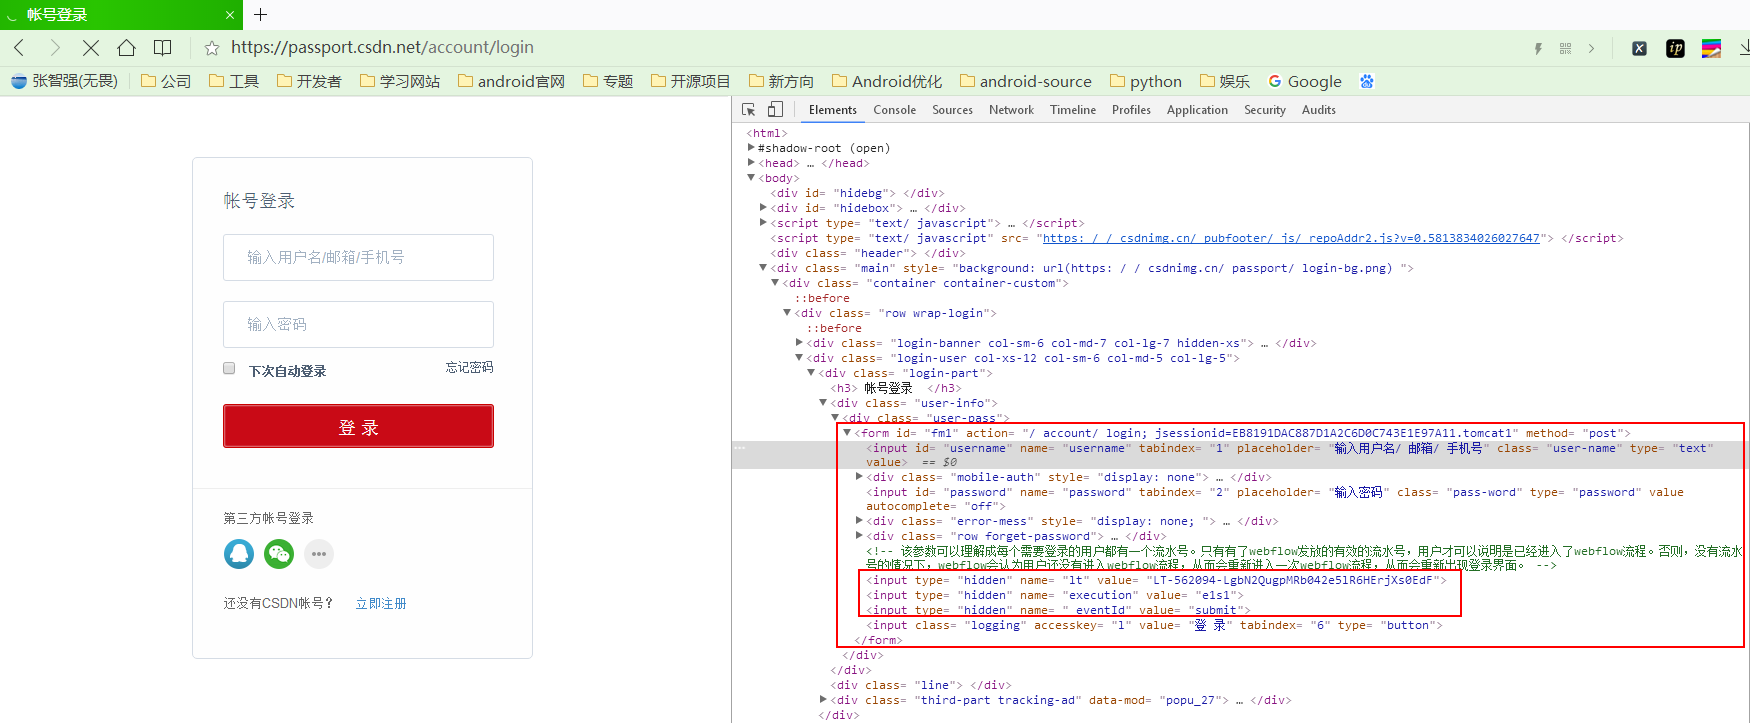 帐号登录
https://passport.csdn.net/account/login
张智强(无畏) 公司 工具 开发者 学习网站 android官网 专题 开源项目 新方向 Android优化 android-source python 娱乐 Google
帐号登录
输入用户名/邮箱/手机号
输入密码
下次自动登录 忘记密码
登 录
第三方帐号登录
还没有CSDN帐号? 立即注册
Elements Console Sources Network Timeline Profiles Application Security Audits
<html>
#shadow-root (open)
<head> … </head>
<body>
<div id= "hidebg"> </div>
<div id= "hidebox"> … </div>
<script type= "text/ javascript"> … </script>
<script type= "text/ javascript" src= "https: / / csdnimg.cn/ pubfooter/ js/ repoAddr2.js?v=0.5813834026027647"> </script>
<div class= "header"> </div>
<div class= "main" style= "background: url(https: / / csdnimg.cn/ passport/ login-bg.png) ">
<div class= "container container-custom">
::before
<div class= "row wrap-login">
::before
<div class= "login-banner col-sm-6 col-md-7 col-lg-7 hidden-xs"> … </div>
<div class= "login-user col-xs-12 col-sm-6 col-md-5 col-lg-5">
<div class= "login-part">
<h3> 帐号登录 </h3>
<div class= "user-info">
<div class= "user-pass">
<form id= "fm1" action= "/ account/ login; jsessionid=EB8191DAC887D1A2C6D0C743E1E97A11.tomcat1" method= "post">
<input id= "username" name= "username" tabindex= "1" placeholder= "输入用户名/ 邮箱/ 手机号" class= "user-name" type= "text"
value> == $0
<div class= "mobile-auth" style= "display: none"> … </div>
<input id= "password" name= "password" tabindex= "2" placeholder= "输入密码" class= "pass-word" type= "password" value
autocomplete= "off">
<div class= "error-mess" style= "display: none; "> … </div>
<div class= "row forget-password"> … </div>
<!-- 该参数可以理解成每个需要登录的用户都有一个流水号。只有有了webflow发放的有效的流水号，用户才可以说明是已经进入了webflow流程。否则，没有流水
号的情况下，webflow会认为用户还没有进入webflow流程，从而会重新进入一次webflow流程，从而会重新出现登录界面。 -->
<input type= "hidden" name= "lt" value= "LT-562094-LgbN2QugpMRb042e5lR6HErjXs0EdF">
<input type= "hidden" name= "execution" value= "e1s1">
<input type= "hidden" name= "_eventId" value= "submit">
<input class= "logging" accesskey= "l" value= "登 录" tabindex= "6" type= "button">
</form>
</div>
</div>
<div class= "line"> </div>
<div class= "third-part tracking-ad" data-mod= "popu_27"> … </div>
</div>